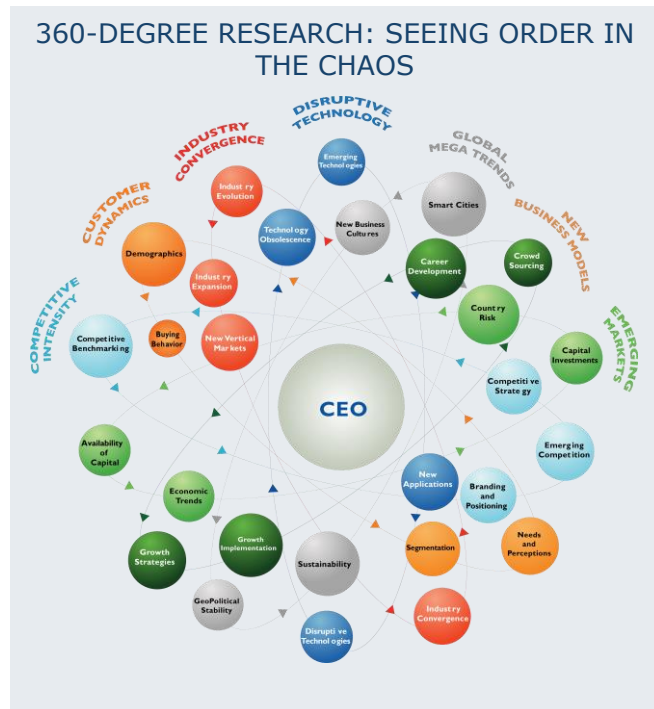 360-DEGREE RESEARCH: SEEING ORDER IN
THE CHAOS
DISRUPTIVE
TECHNOLOGY
INDUSTRY
CONVERGENCE
GLOBAL
MEGA TRENDS
CUSTOMER
DYNAMICS
NEW
BUSINESS MODELS
COMPETITIVE
INTENSITY
EMERGING
MARKETS
Emerging
Technologies
Industry
Evolution
Smart Cities
Technology
Obsolescence
New Business
Cultures
Demographics
Career
Development
Crowd
Sourcing
Industry
Expansion
Country
Risk
Competitive
Benchmarking
Buying
Behavior
New Vertical
Markets
Capital
Investments
Competitive
Strategy
CEO
Availability
of
Capital
Emerging
Competition
Economic
Trends
New
Applications
Branding
and
Positioning
Growth
Strategies
Growth
Implementation
Sustainability
Segmentation
Needs
and
Perceptions
GeoPolitical
Stability
Disruptive
Technologies
Industry
Convergence